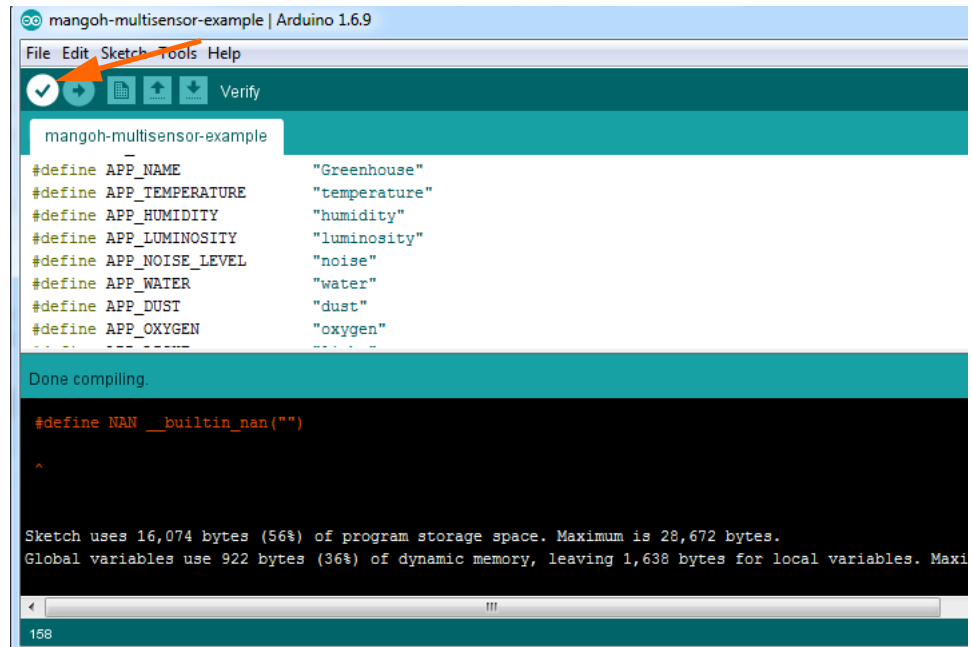 mangoh-multisensor-example | Arduino 1.6.9
File Edit Sketch Tools Help
Verify
mangoh-multisensor-example
#define APP_NAME "Greenhouse"
#define APP_TEMPERATURE "temperature"
#define APP_HUMIDITY "humidity"
#define APP_LUMINOSITY "luminosity"
#define APP_NOISE_LEVEL "noise"
#define APP_WATER "water"
#define APP_DUST "dust"
#define APP_OXYGEN "oxygen"
Done compiling.
#define NAN __builtin_nan("")
^
Sketch uses 16,074 bytes (56%) of program storage space. Maximum is 28,672 bytes.
Global variables use 922 bytes (36%) of dynamic memory, leaving 1,638 bytes for local variables. Maxi
158